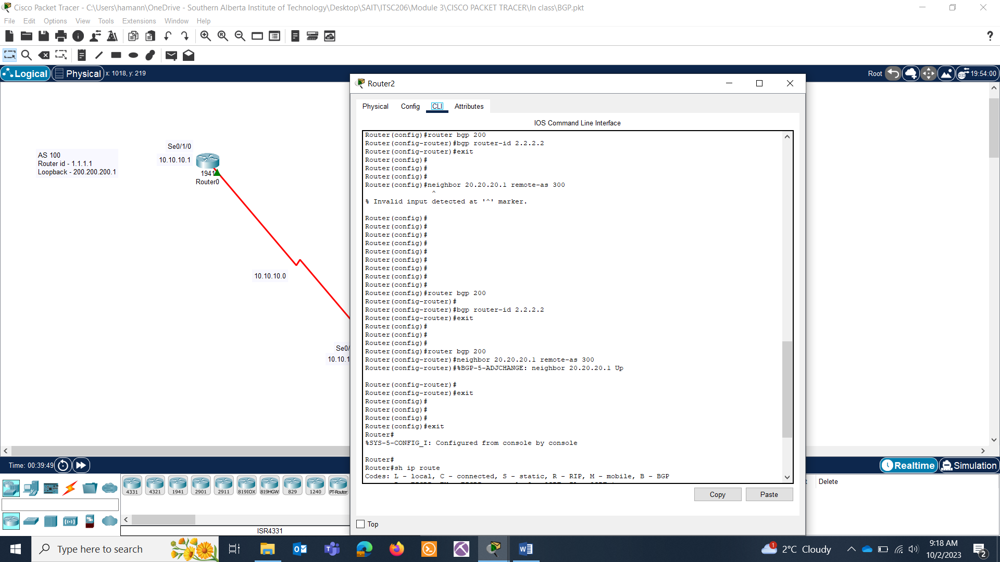 Cisco Packet Tracer - C:\Users\hamann\OneDrive - Southern Alberta Institute of Technology\Desktop\SAIT\ITSC206\Module 3\CISCO PACKET TRACER\In class\BGP.pkt
File Edit Options View Tools Extensions Window Help
?
Logical Physical x: 1018, y: 219
Root 19:54:00
AS 100
Router id - 1.1.1.1
Loopback - 200.200.200.1
Se0/1/0
10.10.10.1
1941
Router0
10.10.10.0
Se0/
10.10.1
Router2
Physical Config CLI Attributes
IOS Command Line Interface
Router(config)#router bgp 200
Router(config-router)#bgp router-id 2.2.2.2
Router(config-router)#exit
Router(config)#
Router(config)#
Router(config)#
Router(config)#neighbor 20.20.20.1 remote-as 300
^
% Invalid input detected at '^' marker.
Router(config)#
Router(config)#
Router(config)#
Router(config)#
Router(config)#
Router(config)#
Router(config)#
Router(config)#
Router(config)#
Router(config)#router bgp 200
Router(config-router)#
Router(config-router)#bgp router-id 2.2.2.2
Router(config-router)#exit
Router(config)#
Router(config)#
Router(config)#
Router(config)#router bgp 200
Router(config-router)#neighbor 20.20.20.1 remote-as 300
Router(config-router)#%BGP-5-ADJCHANGE: neighbor 20.20.20.1 Up
Router(config-router)#
Router(config-router)#exit
Router(config)#
Router(config)#
Router(config)#
Router(config)#exit
Router#
%SYS-5-CONFIG_I: Configured from console by console
Router#
Router#sh ip route
Codes: L - local, C - connected, S - static, R - RIP, M - mobile, B - BGP
Copy Paste
Top
Time: 00:39:49
Realtime Simulation
4331 4321 1941 2901 2911 819IOX 819HGW 829 1240 PT-Router
t Delete
ISR4331
Type here to search
1
2°C Cloudy
9:18 AM
10/2/2023
2